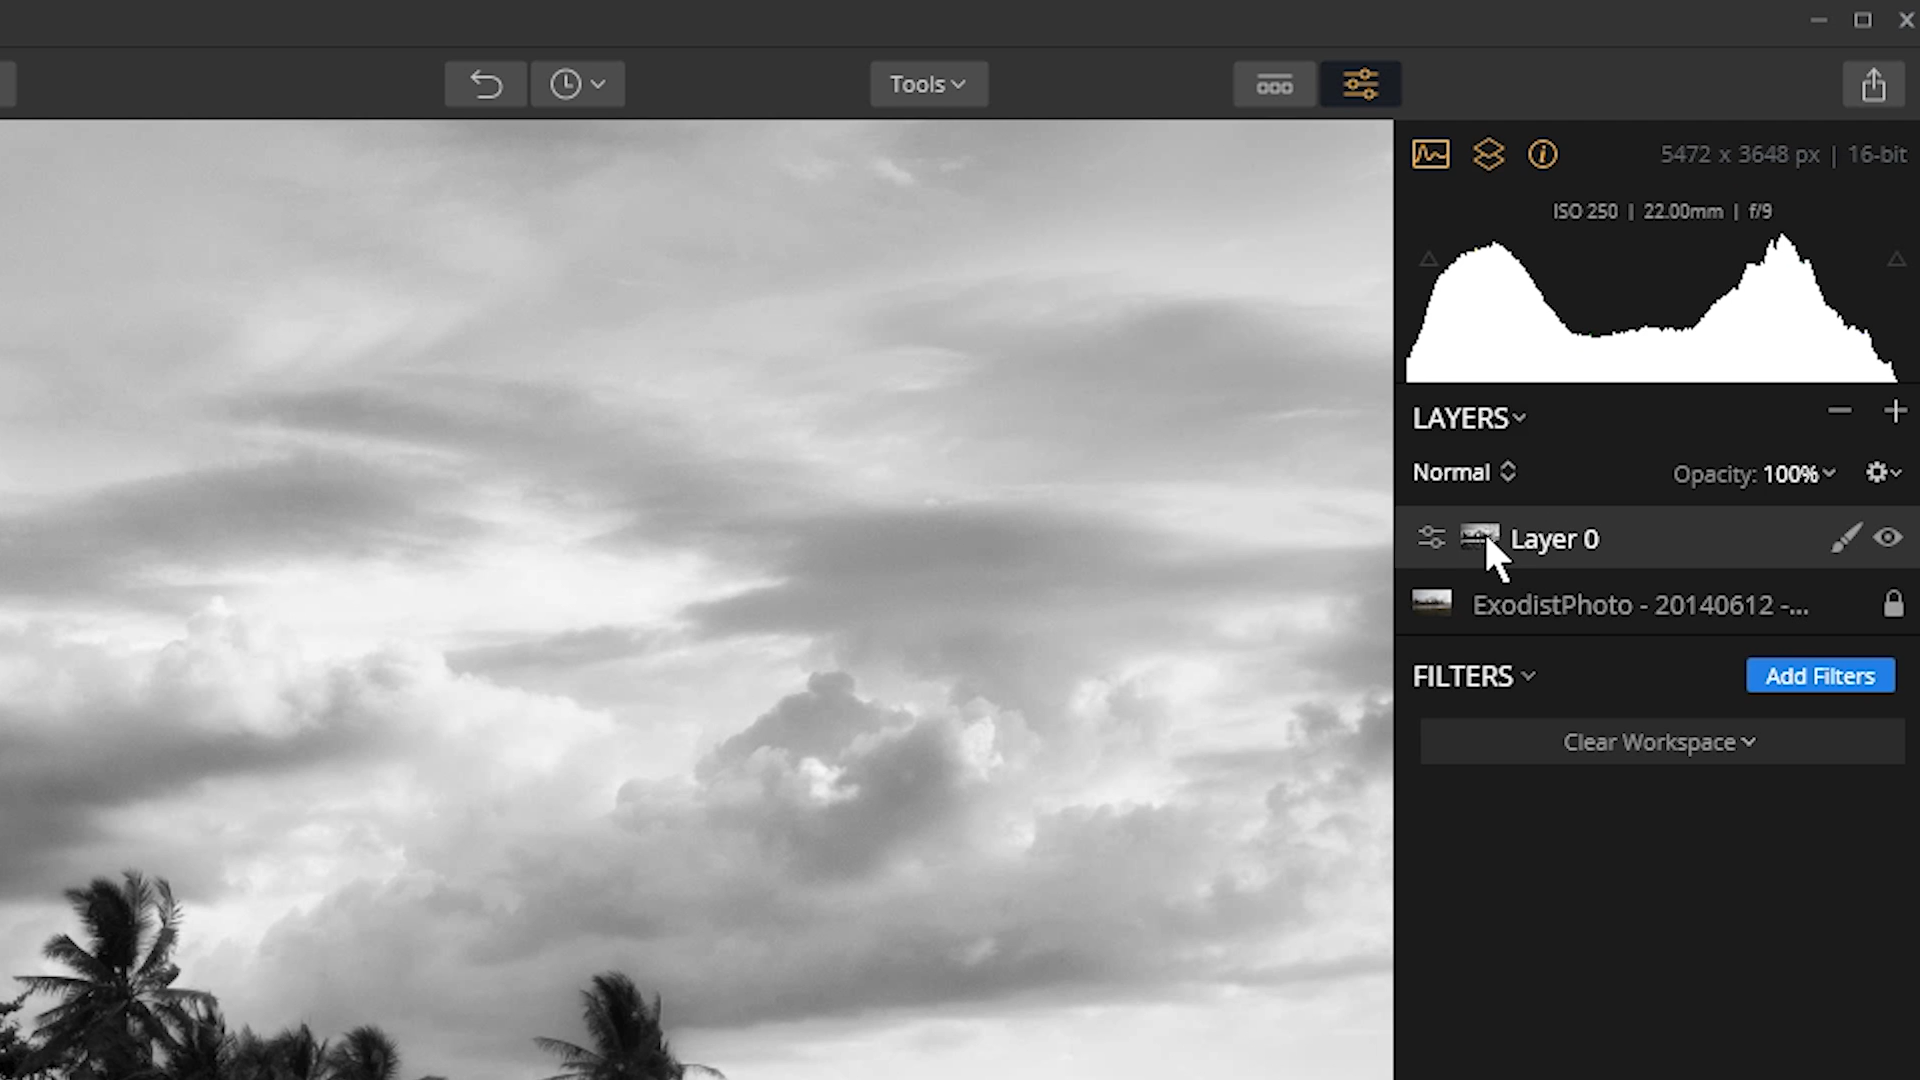 Tools
5472 x 3648 px | 16-bit
ISO 250 | 22.00mm | f/9
LAYERS
Normal
Opacity: 100%
Layer 0
ExodistPhoto - 20140612 -...
FILTERS
Add Filters
Clear Workspace